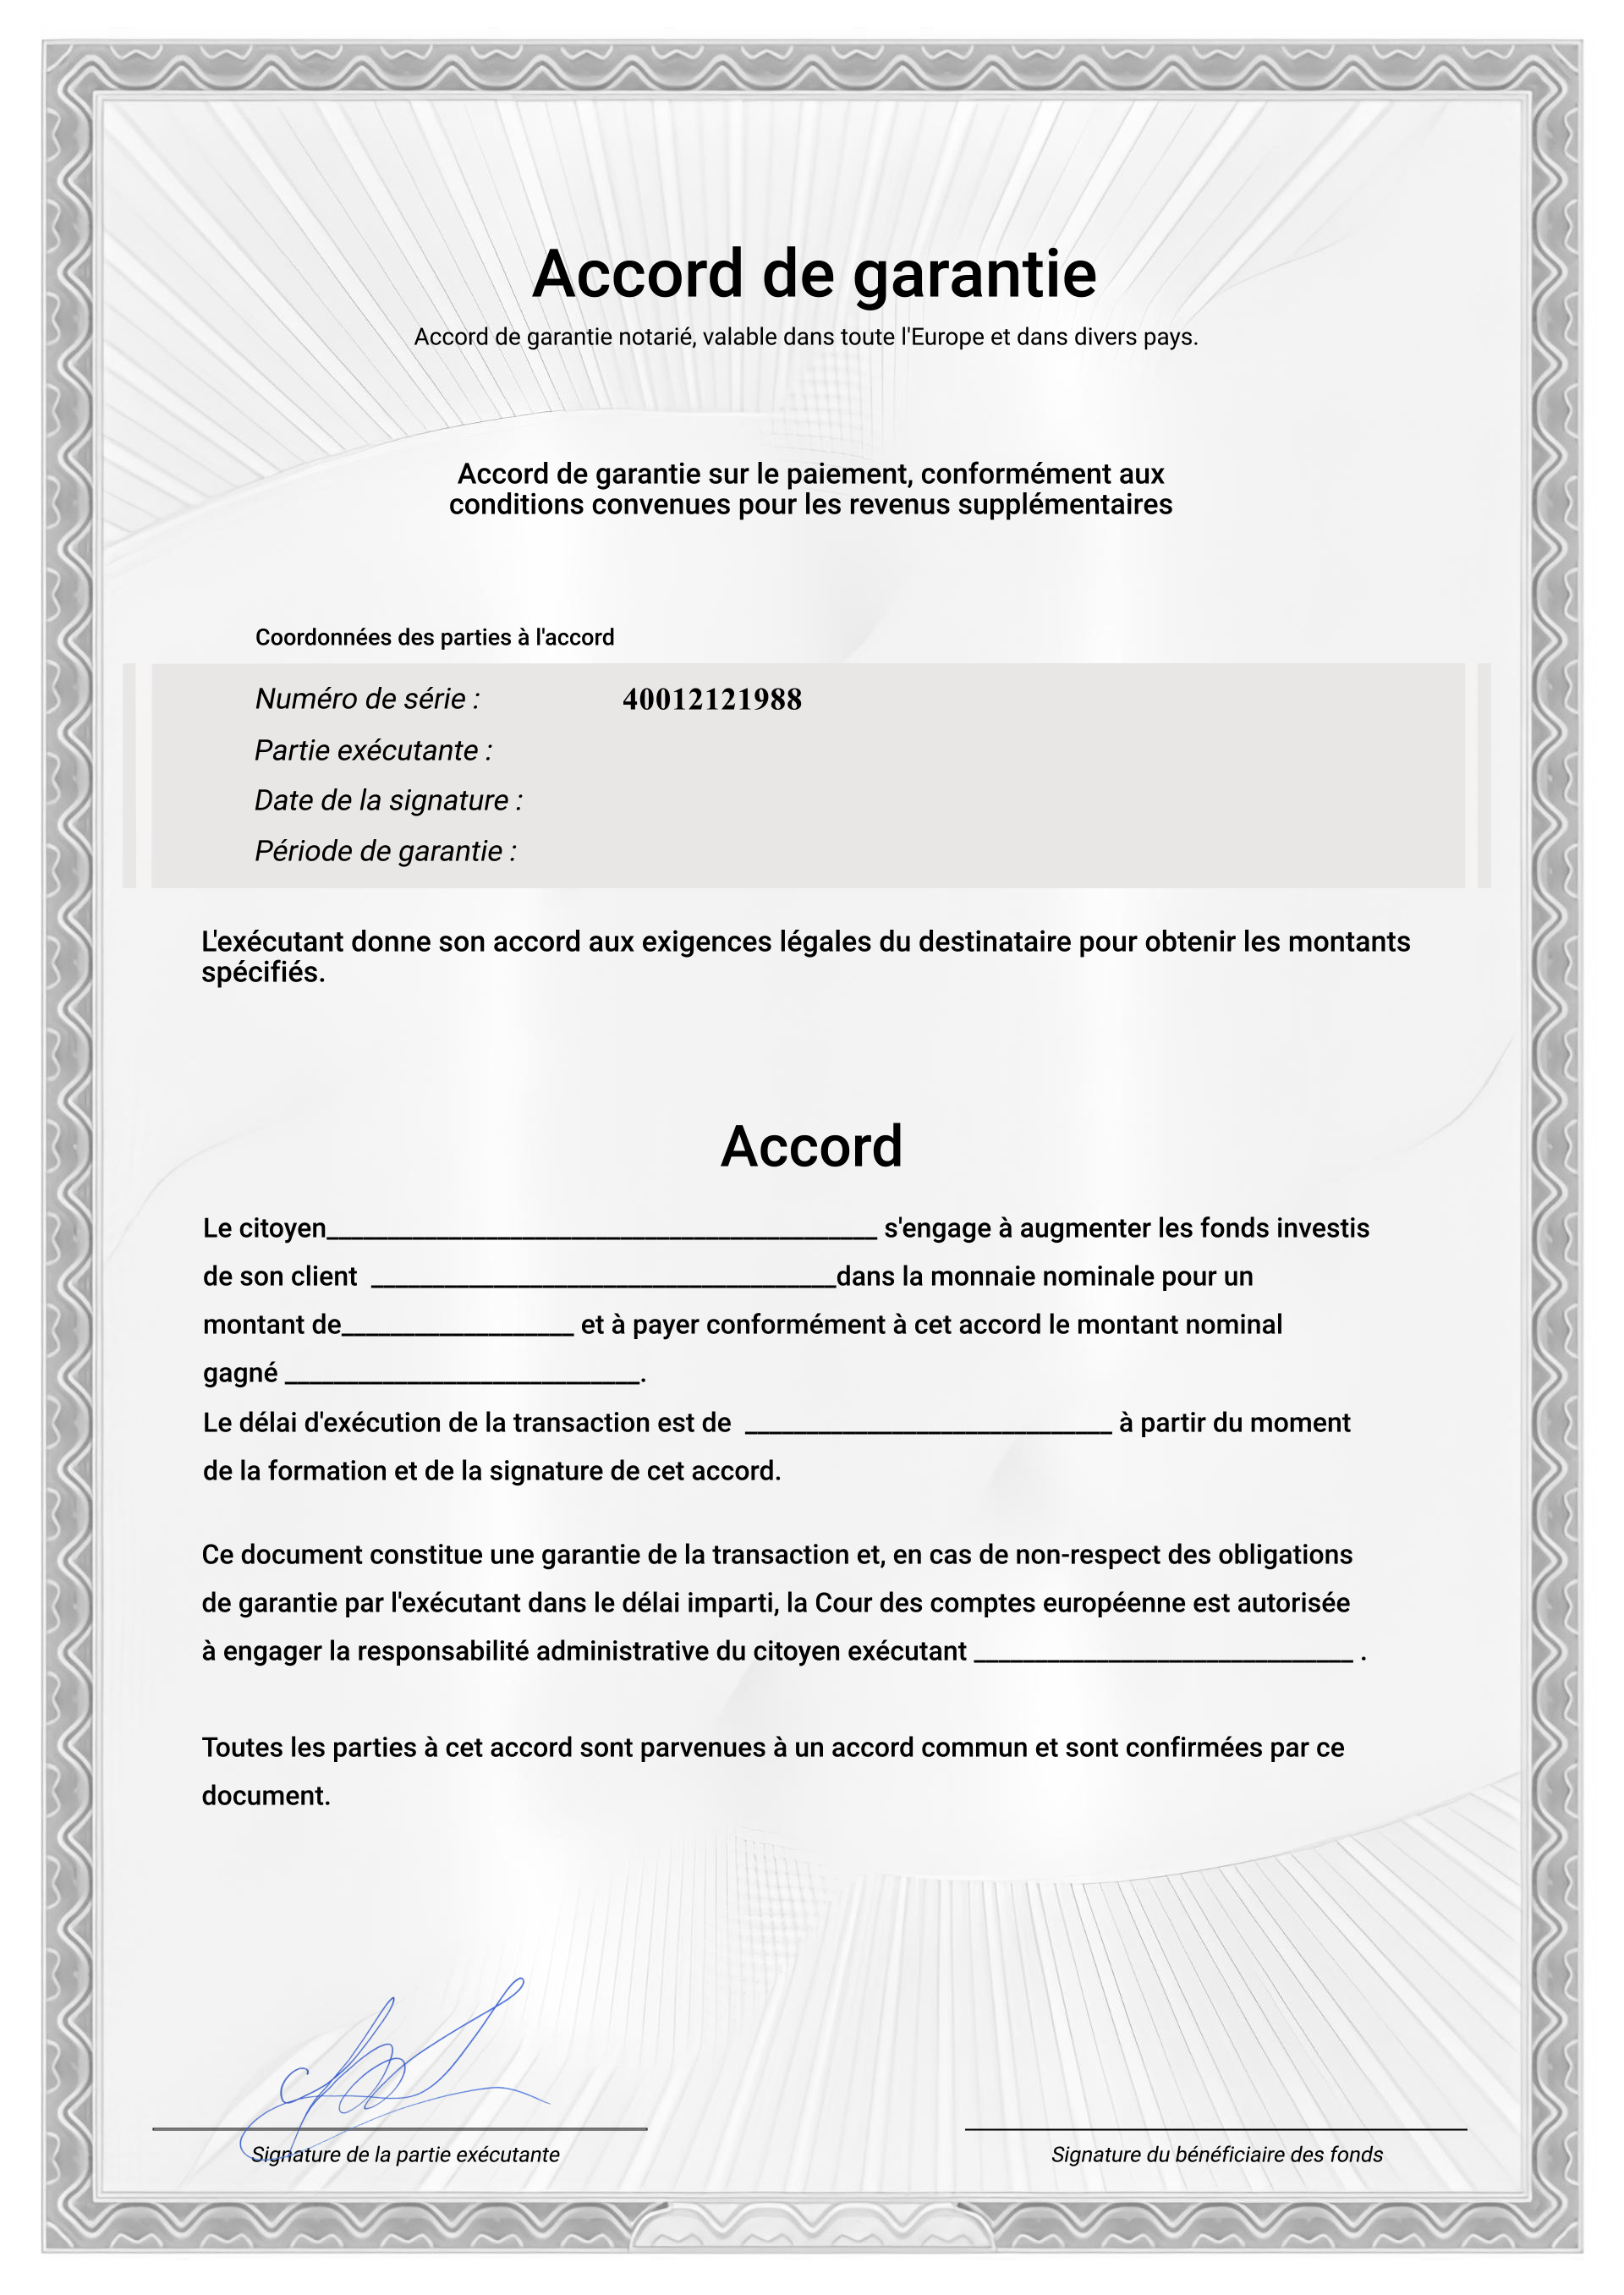 Accord de garantie
Accord de garantie notarié, valable dans toute l'Europe et dans divers pays.
Accord de garantie sur le paiement, conformément aux
conditions convenues pour les revenus supplémentaires
Coordonnées des parties à l'accord
Numéro de série : 40012121988
Partie exécutante :
Date de la signature :
Période de garantie :
L'exécutant donne son accord aux exigences légales du destinataire pour obtenir les montants
spécifiés.
Accord
Le citoyen________________________________________ s'engage à augmenter les fonds investis
de son client __________________________________dans la monnaie nominale pour un
montant de_________________ et à payer conformément à cet accord le montant nominal
gagné __________________________.
Le délai d'exécution de la transaction est de ___________________________ à partir du moment
de la formation et de la signature de cet accord.
Ce document constitue une garantie de la transaction et, en cas de non-respect des obligations
de garantie par l'exécutant dans le délai imparti, la Cour des comptes européenne est autorisée
à engager la responsabilité administrative du citoyen exécutant ____________________________ .
Toutes les parties à cet accord sont parvenues à un accord commun et sont confirmées par ce
document.
Signature de la partie exécutante
Signature du bénéficiaire des fonds